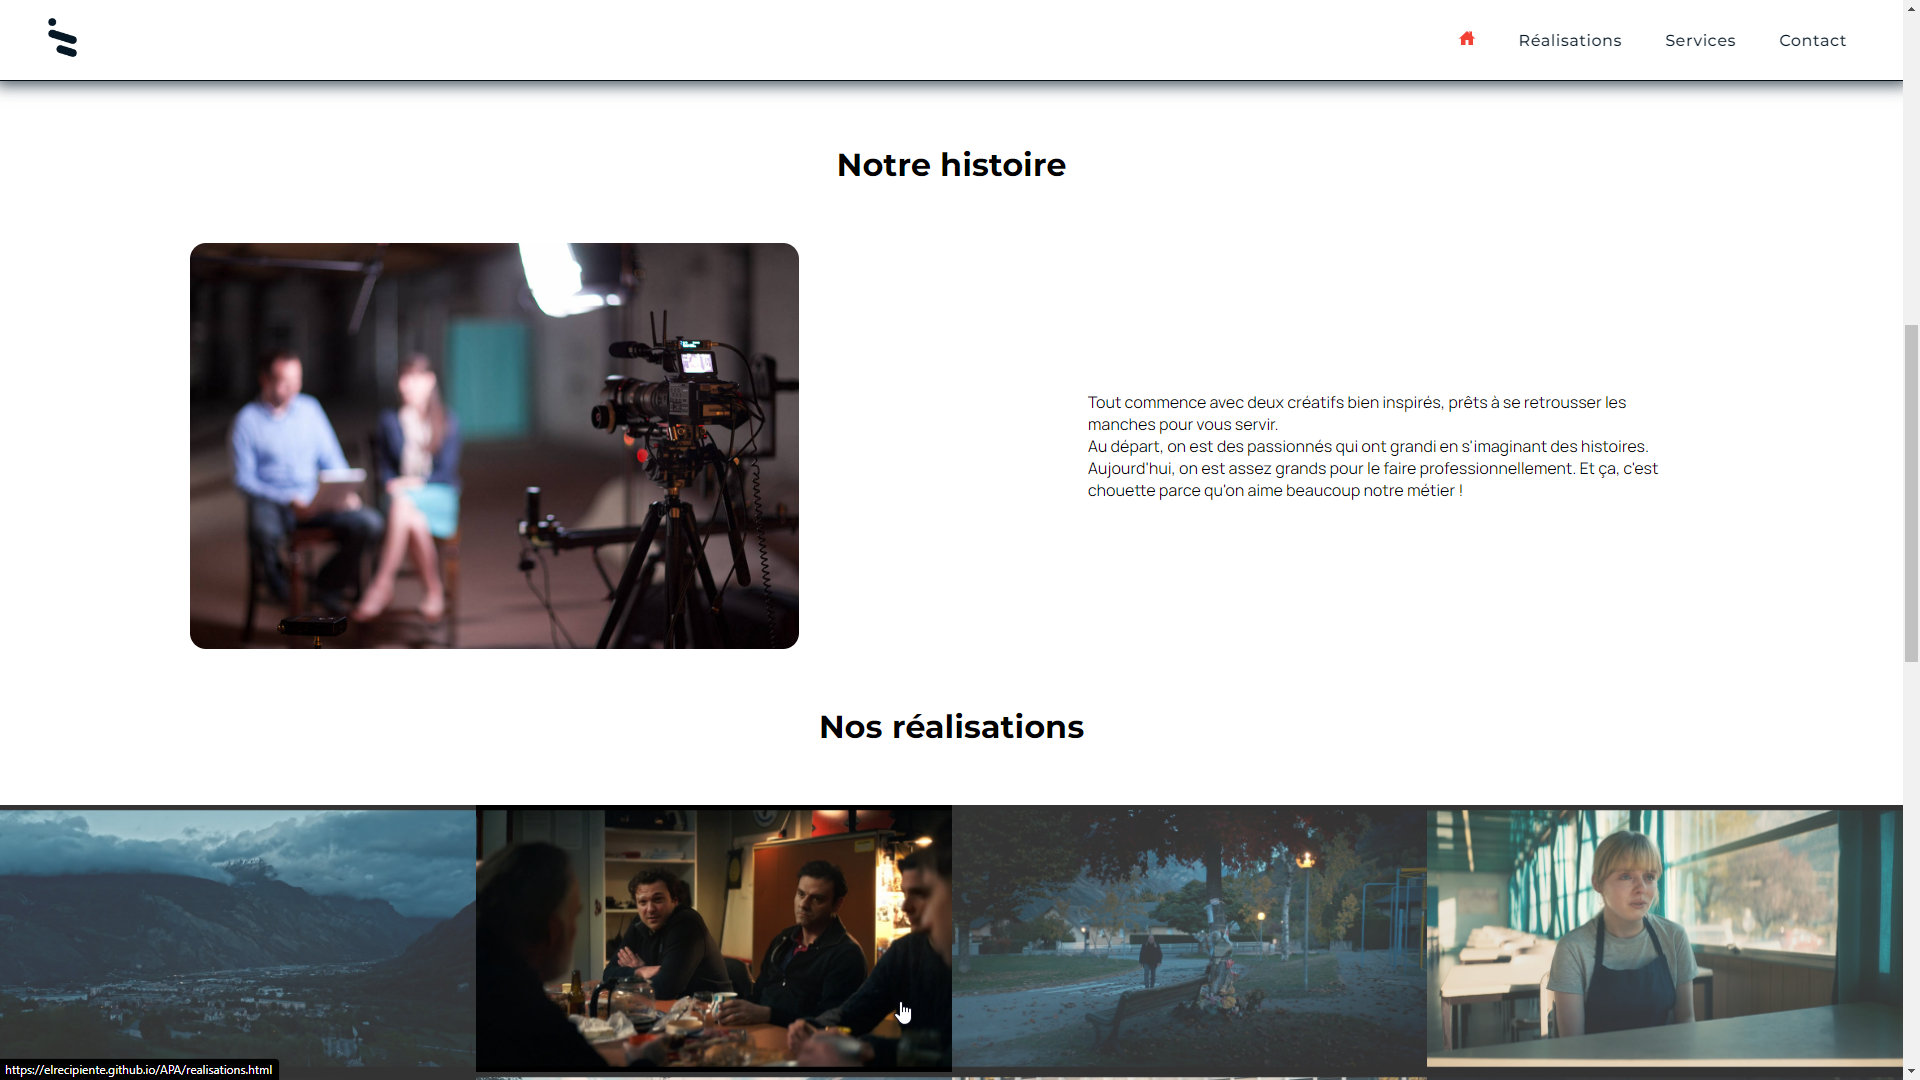 Réalisations
Services
Contact
Notre histoire
Tout commence avec deux créatifs bien inspirés, prêts à se retrousser les
manches pour vous servir.
Au départ, on est des passionnés qui ont grandi en s'imaginant des histoires.
Aujourd'hui, on est assez grands pour le faire professionnellement. Et ça, c'est
chouette parce qu'on aime beaucoup notre métier !
Nos réalisations
https://elrecipiente.github.io/APA/realisations.html